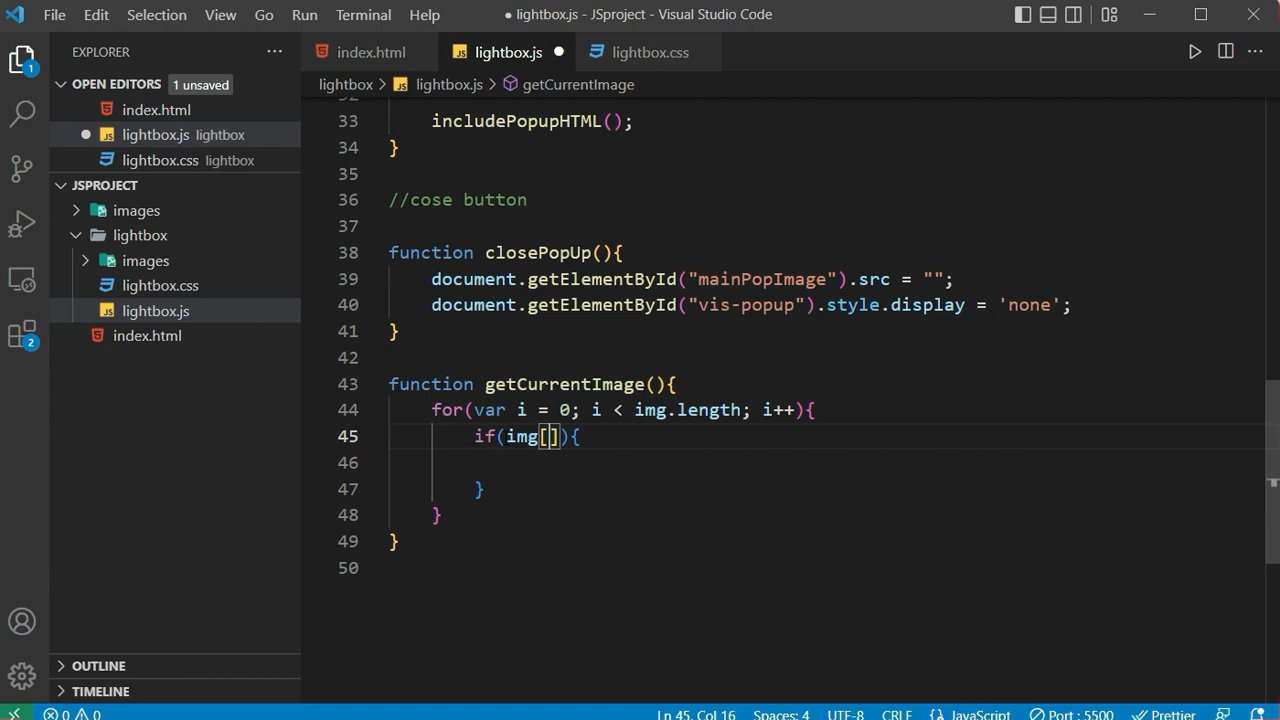 File Edit Selection View Go Run Terminal Help
● lightbox.js - JSproject - Visual Studio Code
EXPLORER
OPEN EDITORS 1 unsaved
index.html
lightbox.js lightbox
lightbox.css lightbox
JSPROJECT
images
lightbox
images
lightbox.css
lightbox.js
index.html
OUTLINE
TIMELINE
1
2
index.html lightbox.js lightbox.css
lightbox > lightbox.js > getCurrentImage
33 includePopupHTML();
34 }
35
36 //cose button
37
38 function closePopUp(){
39 document.getElementById("mainPopImage").src = "";
40 document.getElementById("vis-popup").style.display = 'none';
41 }
42
43 function getCurrentImage(){
44 for(var i = 0; i < img.length; i++){
45 if(img[]){
46
47 }
48 }
49 }
50
0 0 Ln 45, Col 16 Spaces: 4 UTF-8 CRLF {} JavaScript Port : 5500 Prettier